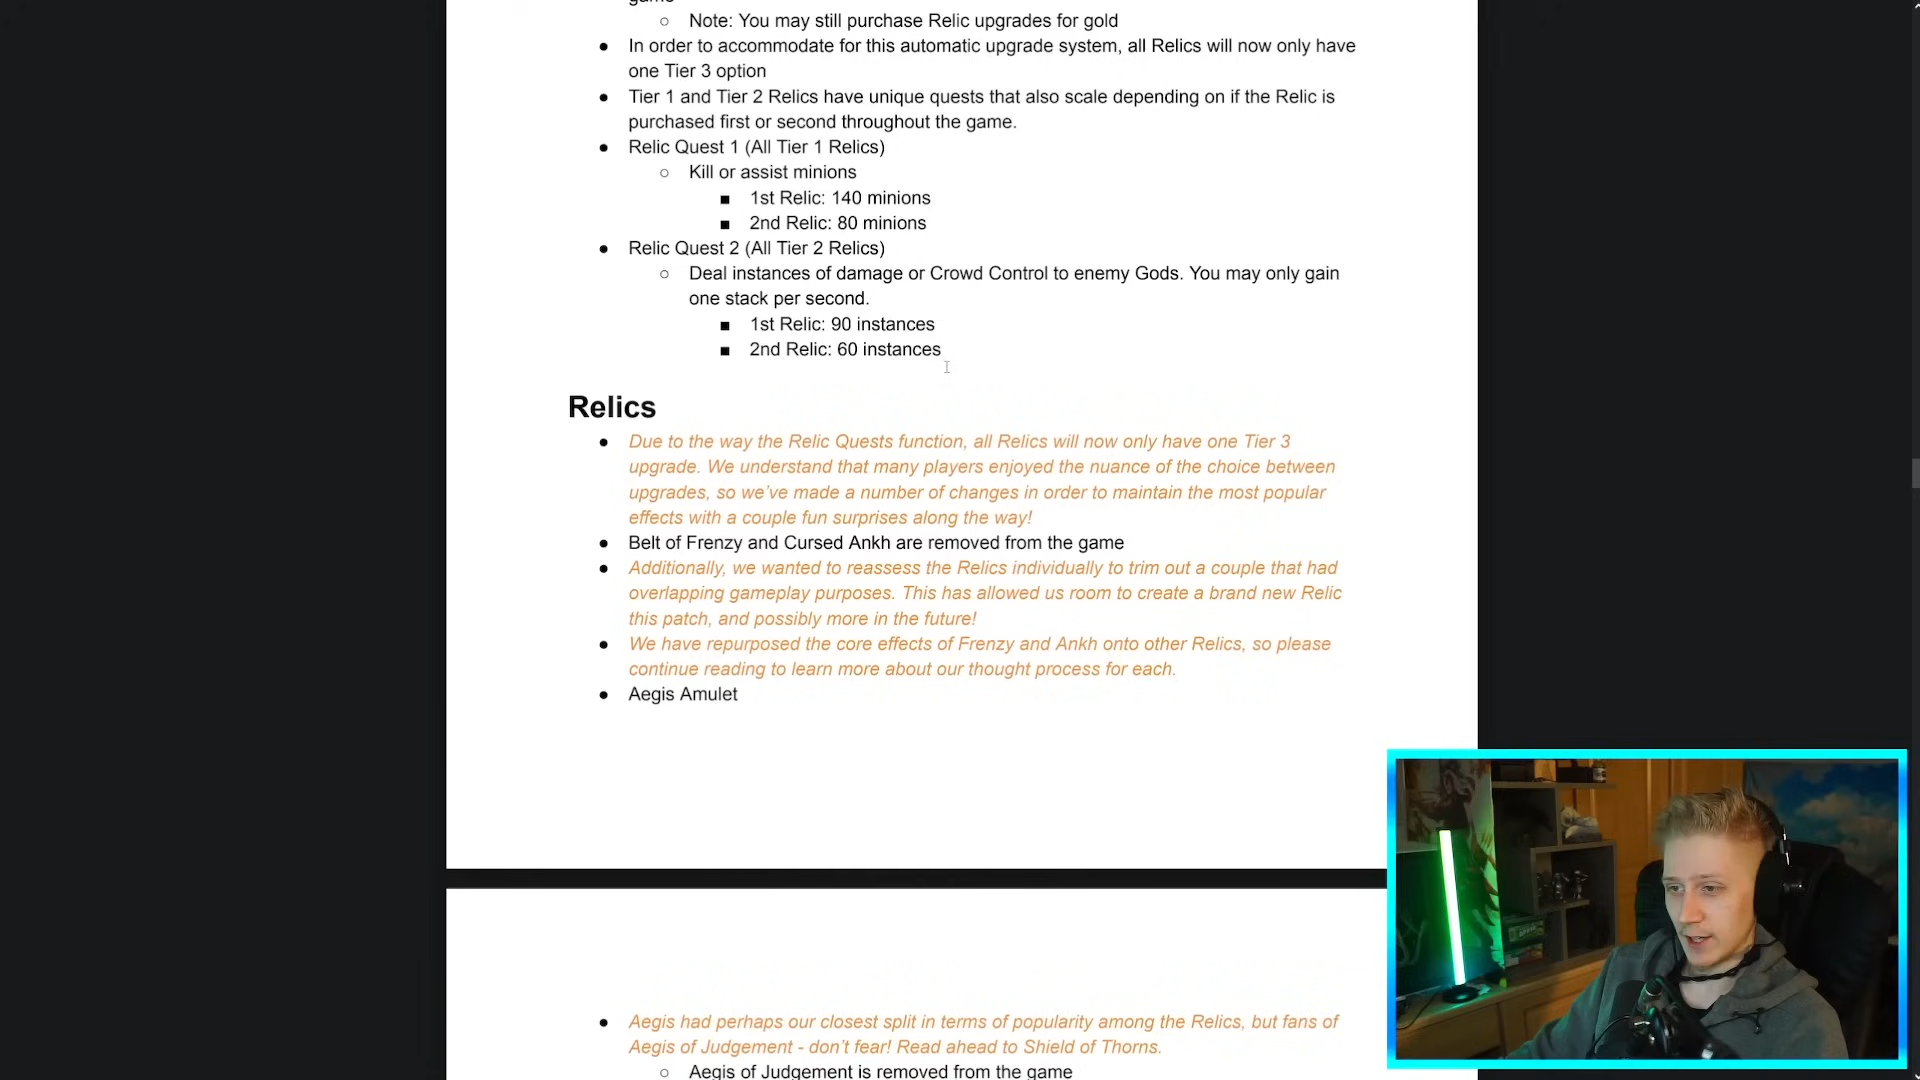 game
○ Note: You may still purchase Relic upgrades for gold
● In order to accommodate for this automatic upgrade system, all Relics will now only have
one Tier 3 option
● Tier 1 and Tier 2 Relics have unique quests that also scale depending on if the Relic is
purchased first or second throughout the game.
● Relic Quest 1 (All Tier 1 Relics)
○ Kill or assist minions
■ 1st Relic: 140 minions
■ 2nd Relic: 80 minions
● Relic Quest 2 (All Tier 2 Relics)
○ Deal instances of damage or Crowd Control to enemy Gods. You may only gain
one stack per second.
■ 1st Relic: 90 instances
■ 2nd Relic: 60 instances
Relics
● Due to the way the Relic Quests function, all Relics will now only have one Tier 3
upgrade. We understand that many players enjoyed the nuance of the choice between
upgrades, so we’ve made a number of changes in order to maintain the most popular
effects with a couple fun surprises along the way!
● Belt of Frenzy and Cursed Ankh are removed from the game
● Additionally, we wanted to reassess the Relics individually to trim out a couple that had
overlapping gameplay purposes. This has allowed us room to create a brand new Relic
this patch, and possibly more in the future!
● We have repurposed the core effects of Frenzy and Ankh onto other Relics, so please
continue reading to learn more about our thought process for each.
● Aegis Amulet
● Aegis had perhaps our closest split in terms of popularity among the Relics, but fans of
Aegis of Judgement - don’t fear! Read ahead to Shield of Thorns.
○ Aegis of Judgement is removed from the game